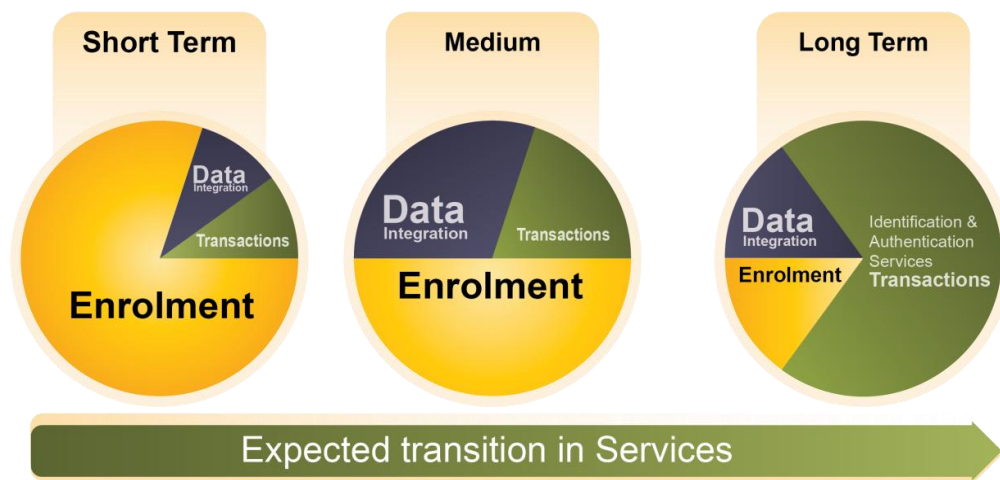 Short Term
Medium
Long Term
Data
Integration
Transactions
Enrolment
Data
Integration
Transactions
Enrolment
Data
Integration
Enrolment
Identification &
Authentication
Services
Transactions
Expected transition in Services